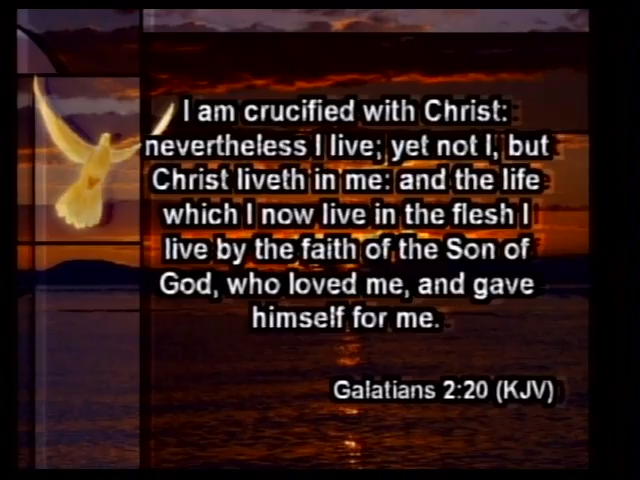 I am crucified with Christ:
nevertheless I live; yet not I, but
Christ liveth in me: and the life
which I now live in the flesh I
live by the faith of the Son of
God, who loved me, and gave
himself for me.
Galatians 2:20 (KJV)